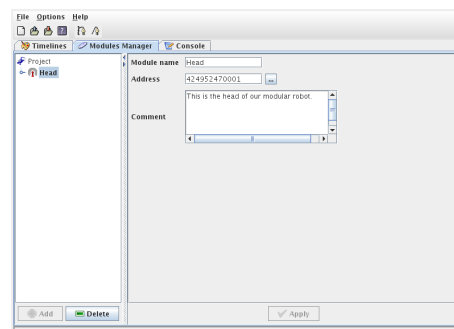 File Options Help
Timelines Modules Manager Console
Project
Head
Module name Head
Address 424952470001 ...
Comment This is the head of our modular robot.
Add Delete Apply